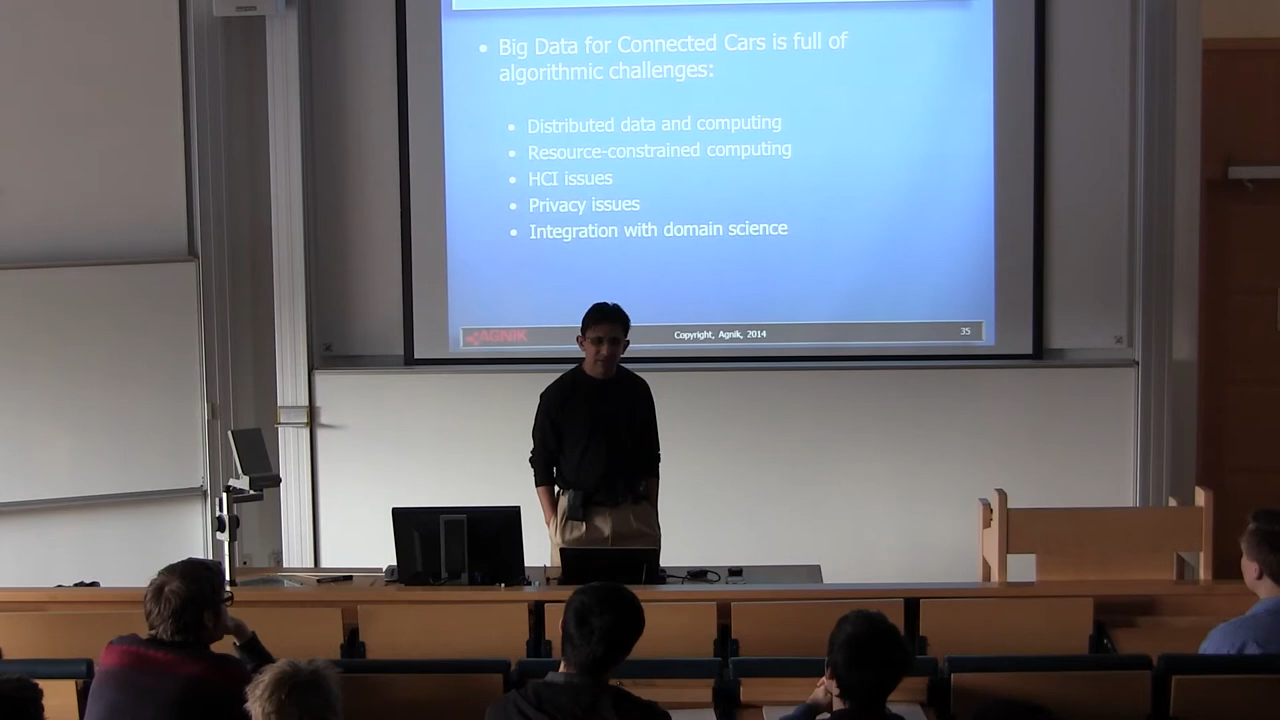 • Big Data for Connected Cars is full of
algorithmic challenges:
• Distributed data and computing
• Resource-constrained computing
• HCI issues
• Privacy issues
• Integration with domain science
AGNIK
Copyright, Agnik, 2014
35